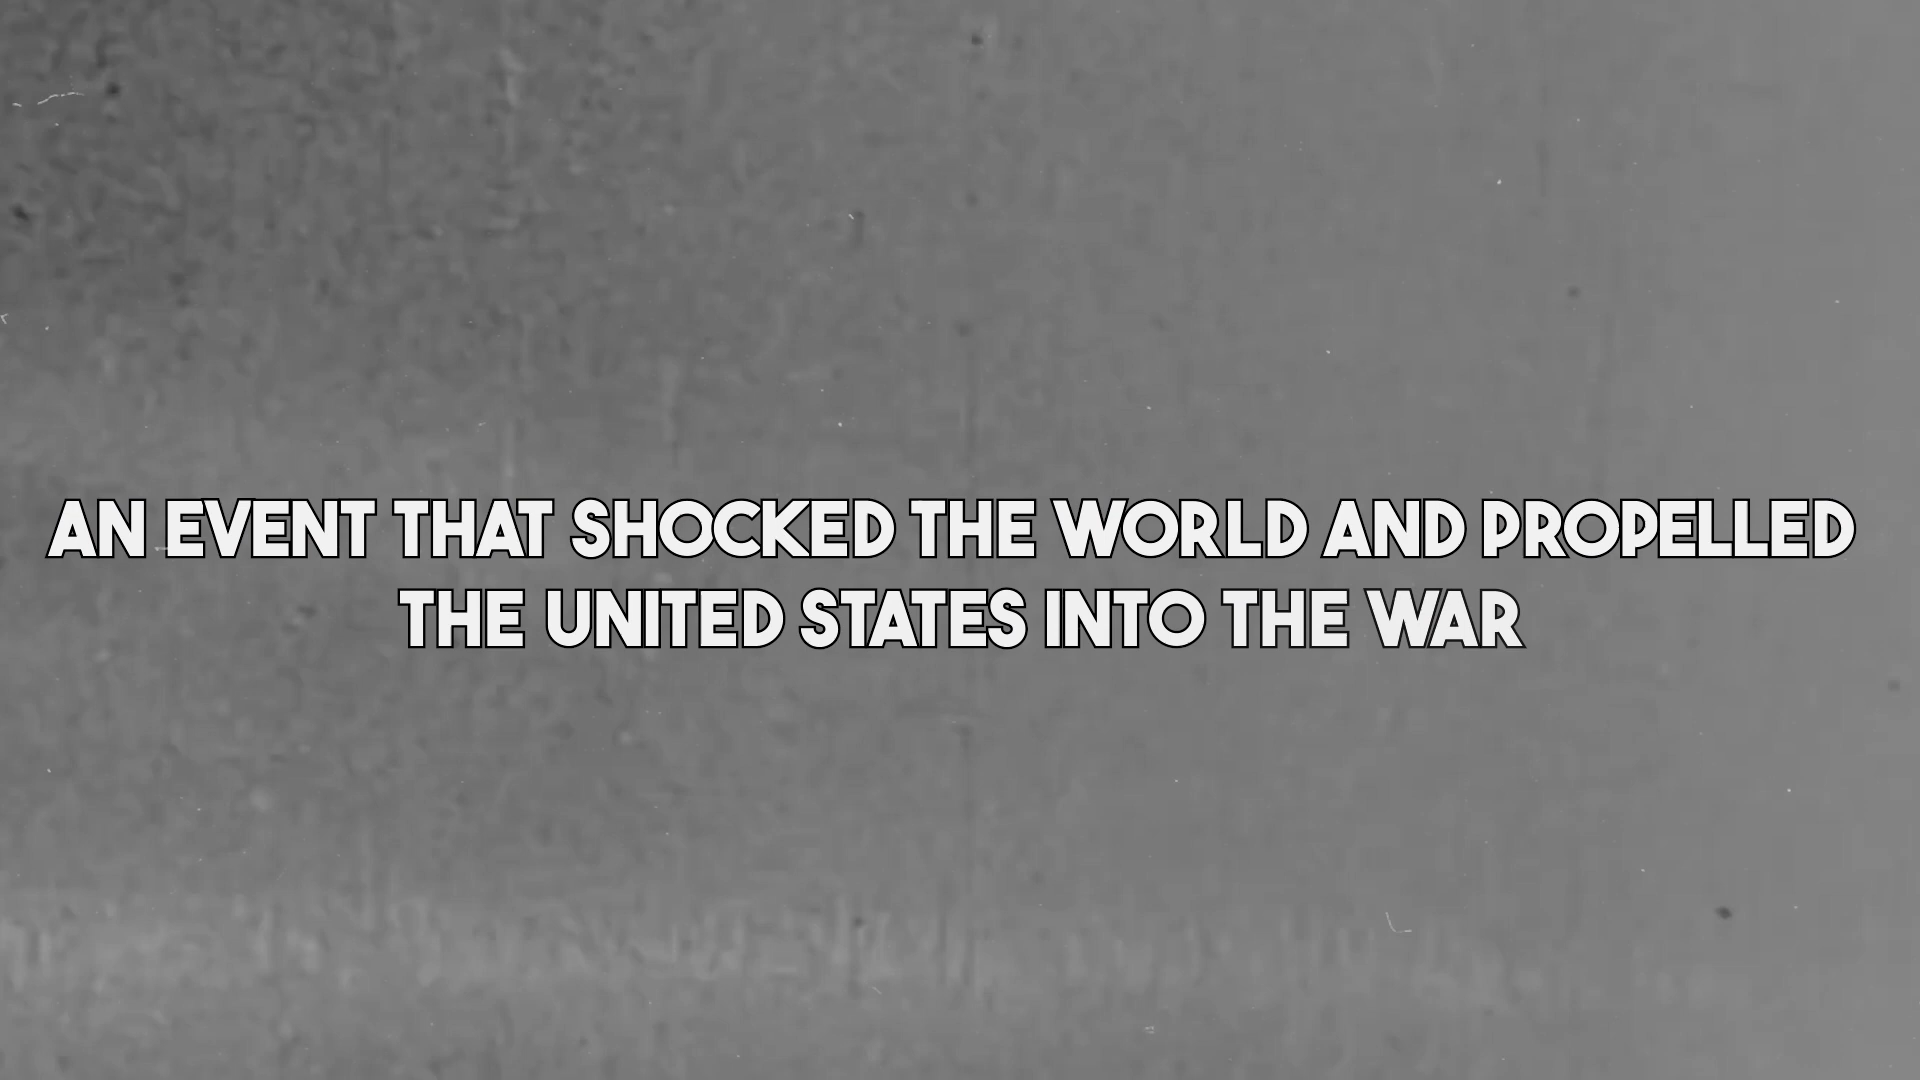 AN EVENT THAT SHOCKED THE WORLD AND PROPELLED
THE UNITED STATES INTO THE WAR